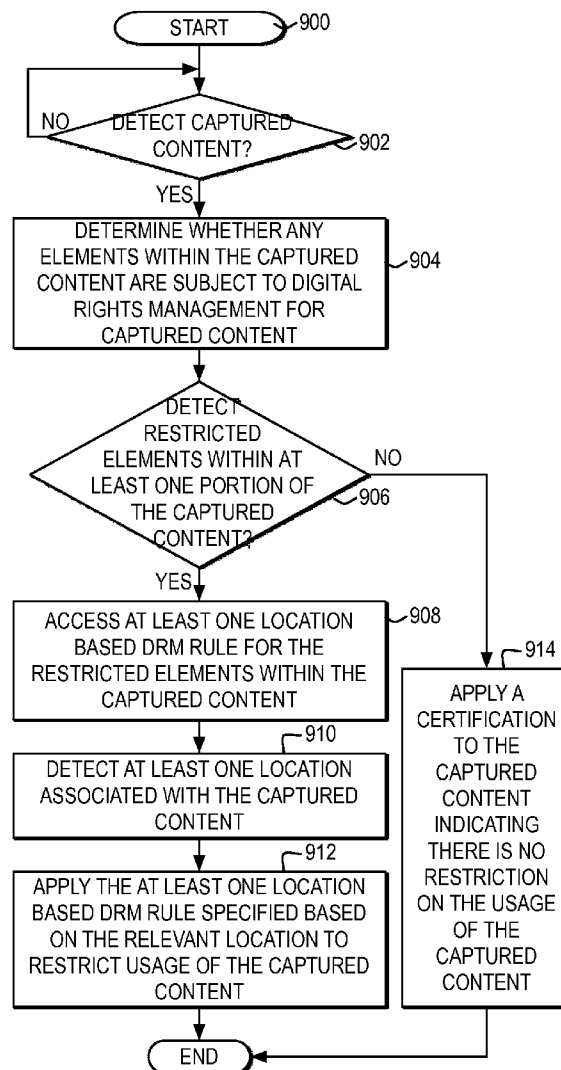 START
900
NO
DETECT CAPTURED
CONTENT?
902
YES
DETERMINE WHETHER ANY
ELEMENTS WITHIN THE CAPTURED
CONTENT ARE SUBJECT TO DIGITAL
RIGHTS MANAGEMENT FOR
CAPTURED CONTENT
904
DETECT
RESTRICTED
ELEMENTS WITHIN AT
LEAST ONE PORTION OF
THE CAPTURED
CONTENT?
NO
906
YES
ACCESS AT LEAST ONE LOCATION
BASED DRM RULE FOR THE
RESTRICTED ELEMENTS WITHIN THE
CAPTURED CONTENT
908
910
DETECT AT LEAST ONE LOCATION
ASSOCIATED WITH THE CAPTURED
CONTENT
912
APPLY THE AT LEAST ONE LOCATION
BASED DRM RULE SPECIFIED BASED
ON THE RELEVANT LOCATION TO
RESTRICT USAGE OF THE CAPTURED
CONTENT
914
APPLY A
CERTIFICATION
TO THE
CAPTURED
CONTENT
INDICATING
THERE IS NO
RESTRICTION
ON THE USAGE
OF THE
CAPTURED
CONTENT
END